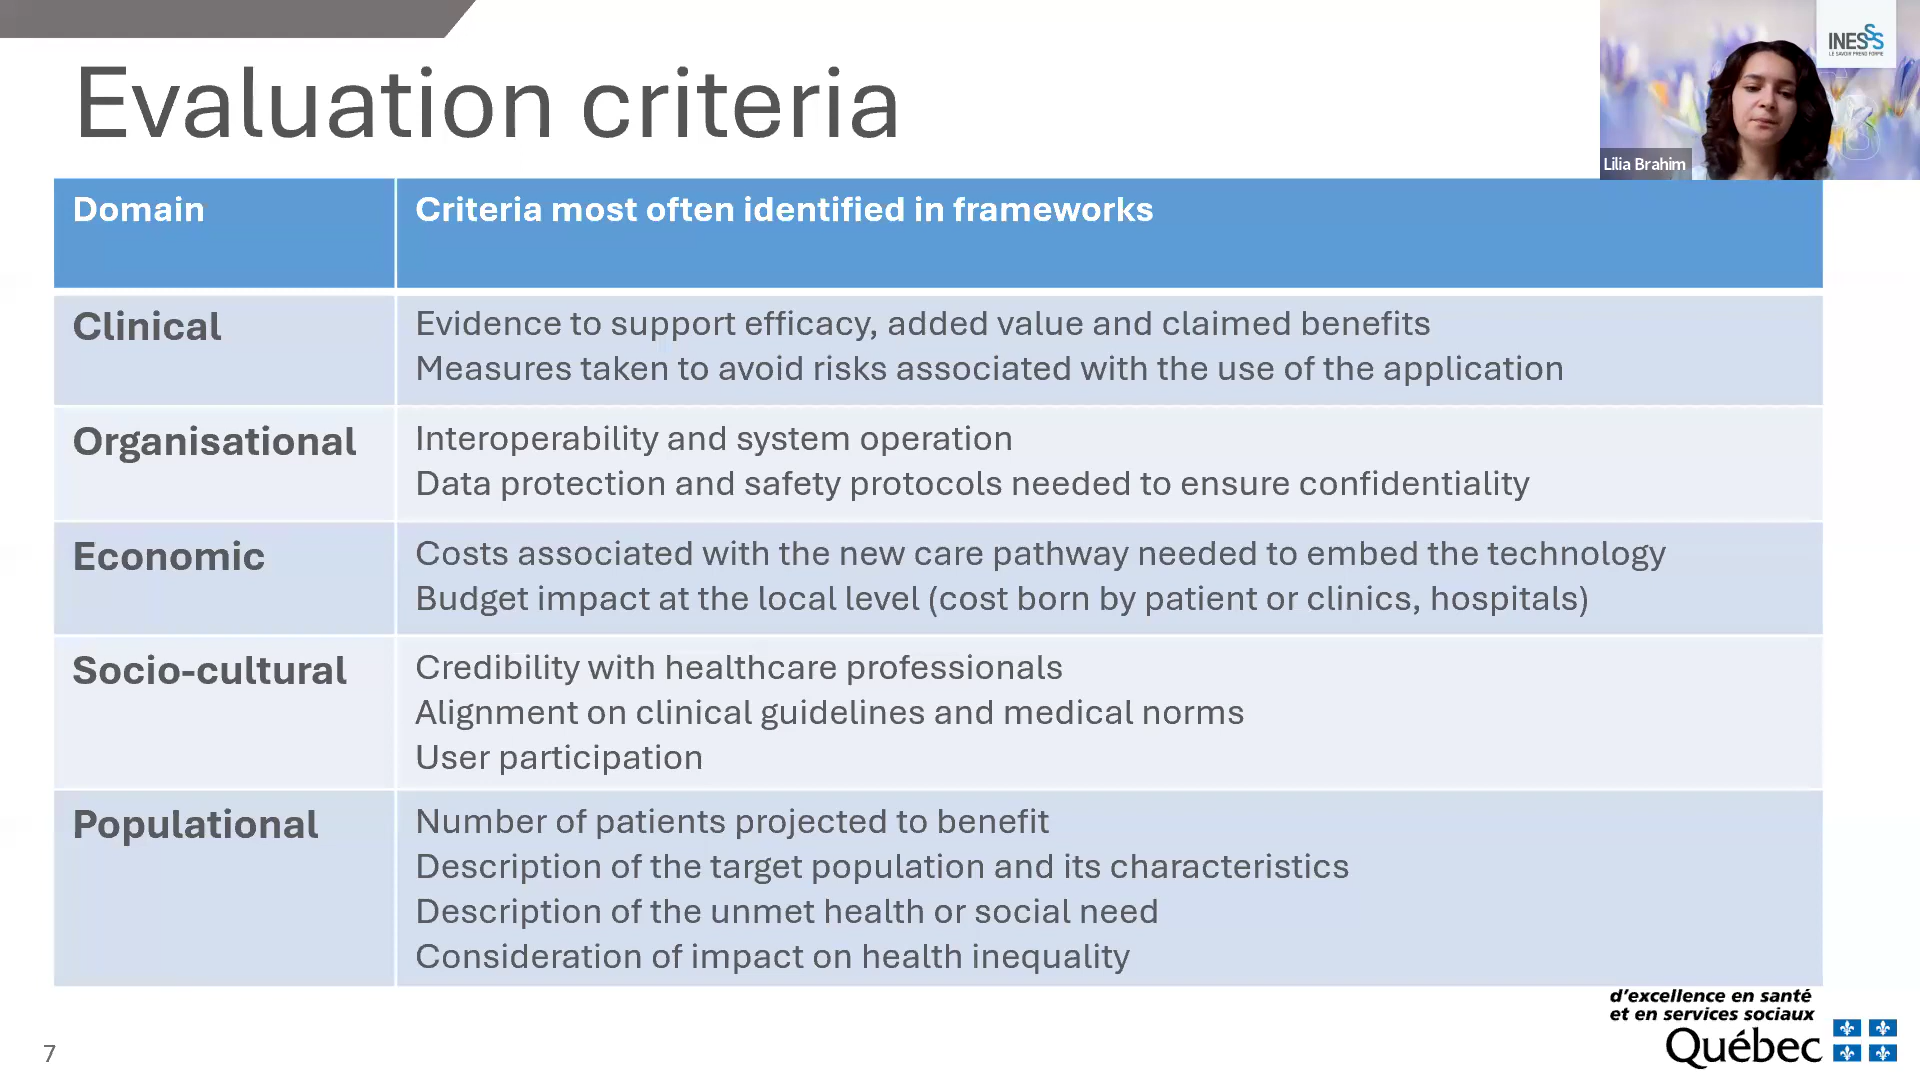 Evaluation criteria
INESSS
LE SAVOIR PREND FORME
Lilia Brahim
Domain
Criteria most often identified in frameworks
Clinical
Evidence to support efficacy, added value and claimed benefits
Measures taken to avoid risks associated with the use of the application
Organisational
Interoperability and system operation
Data protection and safety protocols needed to ensure confidentiality
Economic
Costs associated with the new care pathway needed to embed the technology
Budget impact at the local level (cost born by patient or clinics, hospitals)
Socio-cultural
Credibility with healthcare professionals
Alignment on clinical guidelines and medical norms
User participation
Populational
Number of patients projected to benefit
Description of the target population and its characteristics
Description of the unmet health or social need
Consideration of impact on health inequality
d'excellence en santé
et en services sociaux
Québec
7